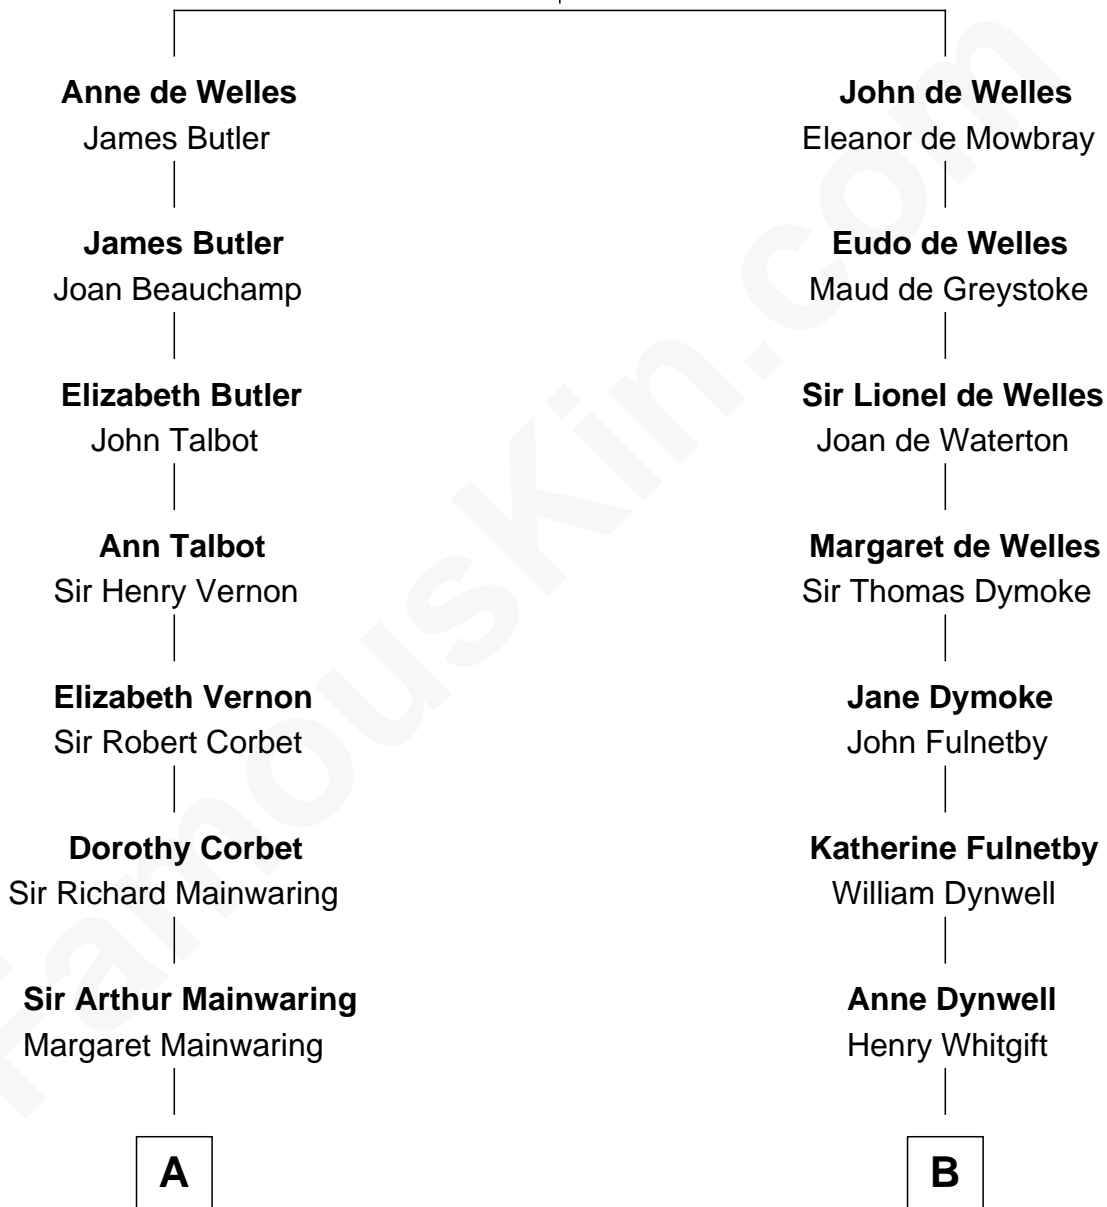 Anne de Welles
James Butler
James Butler
Joan Beauchamp
Elizabeth Butler
John Talbot
Ann Talbot
Sir Henry Vernon
Elizabeth Vernon
Sir Robert Corbet
Dorothy Corbet
Sir Richard Mainwaring
Sir Arthur Mainwaring
Margaret Mainwaring
A
John de Welles
Eleanor de Mowbray
Eudo de Welles
Maud de Greystoke
Sir Lionel de Welles
Joan de Waterton
Margaret de Welles
Sir Thomas Dymoke
Jane Dymoke
John Fulnetby
Katherine Fulnetby
William Dynwell
Anne Dynwell
Henry Whitgift
B
FamousKin.com